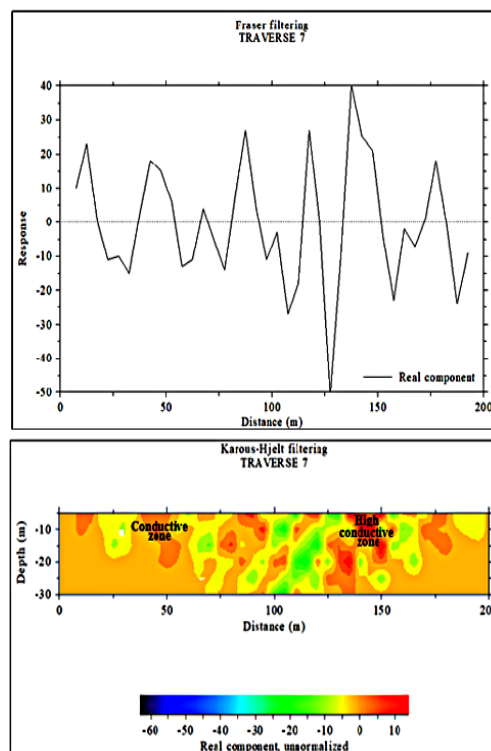 Fraser filtering
TRAVERSE 7
40
30
20
10
0
-10
-20
-30
-40
-50
Response
Real component
0 50 100 150 200
Distance (m)
Karous-Hjelt filtering
TRAVERSE 7
Conductive
zone
High
conductive
zone
-10
-20
-30
Depth (m)
0 50 100 150 200
Distance (m)
-60 -50 -40 -30 -20 -10 0 10
Real component, unnormalized